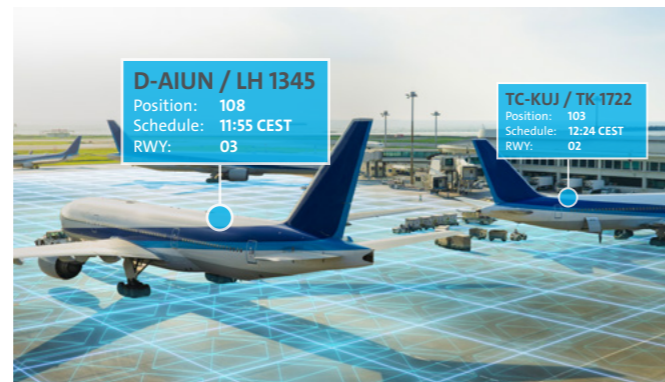 D-AIUN / LH 1345
Position: 108
Schedule: 11:55 CEST
RWY: 03
TC-KUJ / TK 1722
Position: 103
Schedule: 12:24 CEST
RWY: 02